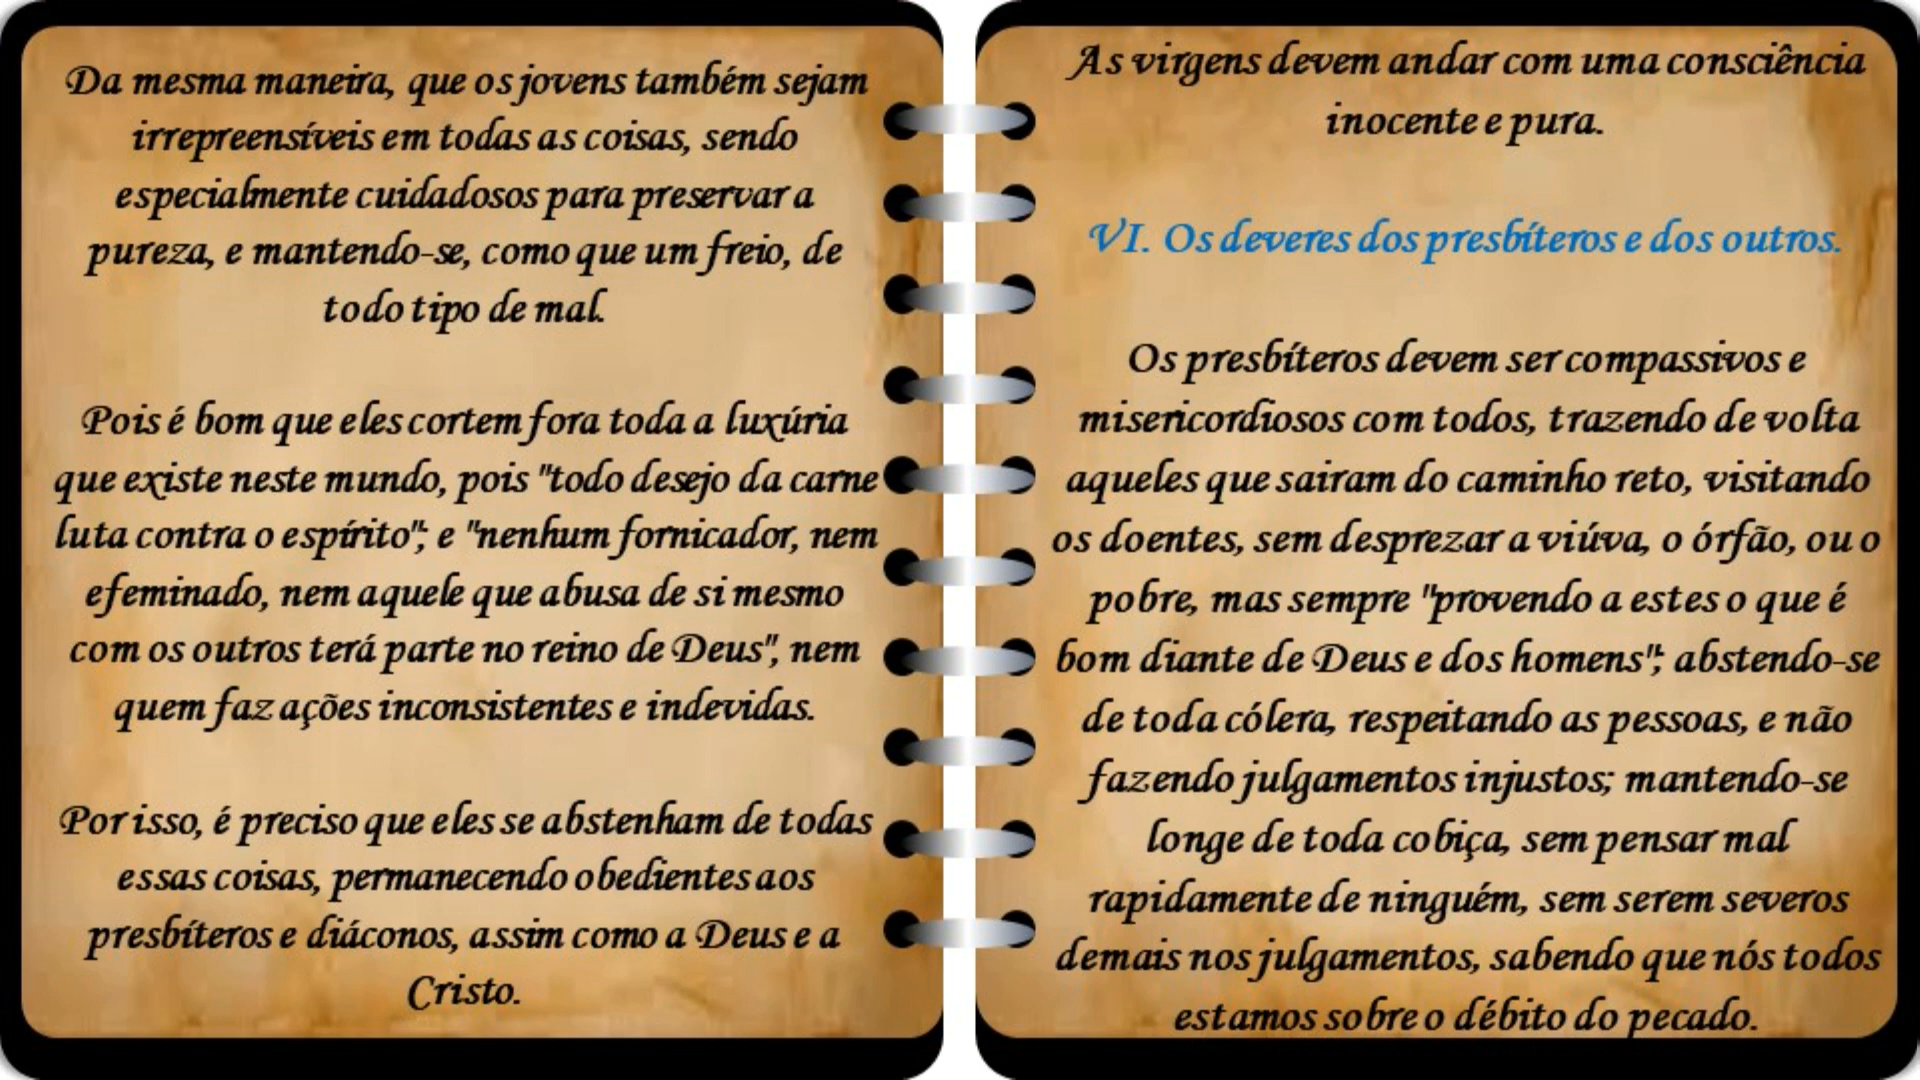 Da mesma maneira, que os jovens também sejam
irrepreensíveis em todas as coisas, sendo
especialmente cuidadosos para preservar a
pureza, e mantendo-se, como que um freio, de
todo tipo de mal.
Pois é bom que eles cortem fora toda a luxúria
que existe neste mundo, pois "todo desejo da carne
luta contra o espírito"; e "nenhum fornicador, nem
efeminado, nem aquele que abusa de si mesmo
com os outros terá parte no reino de Deus", nem
quem faz ações inconsistentes e indevidas.
Por isso, é preciso que eles se abstenham de todas
essas coisas, permanecendo obedientes aos
presbíteros e diáconos, assim como a Deus e a
Cristo.
As virgens devem andar com uma consciência
inocente e pura.
VI. Os deveres dos presbíteros e dos outros.
Os presbíteros devem ser compassivos e
misericordiosos com todos, trazendo de volta
aqueles que sairam do caminho reto, visitando
os doentes, sem desprezar a viúva, o órfão, ou o
pobre, mas sempre "provendo a estes o que é
bom diante de Deus e dos homens"; abstendo-se
de toda cólera, respeitando as pessoas, e não
fazendo julgamentos injustos; mantendo-se
longe de toda cobiça, sem pensar mal
rapidamente de ninguém, sem serem severos
demais nos julgamentos, sabendo que nós todos
estamos sobre o débito do pecado.